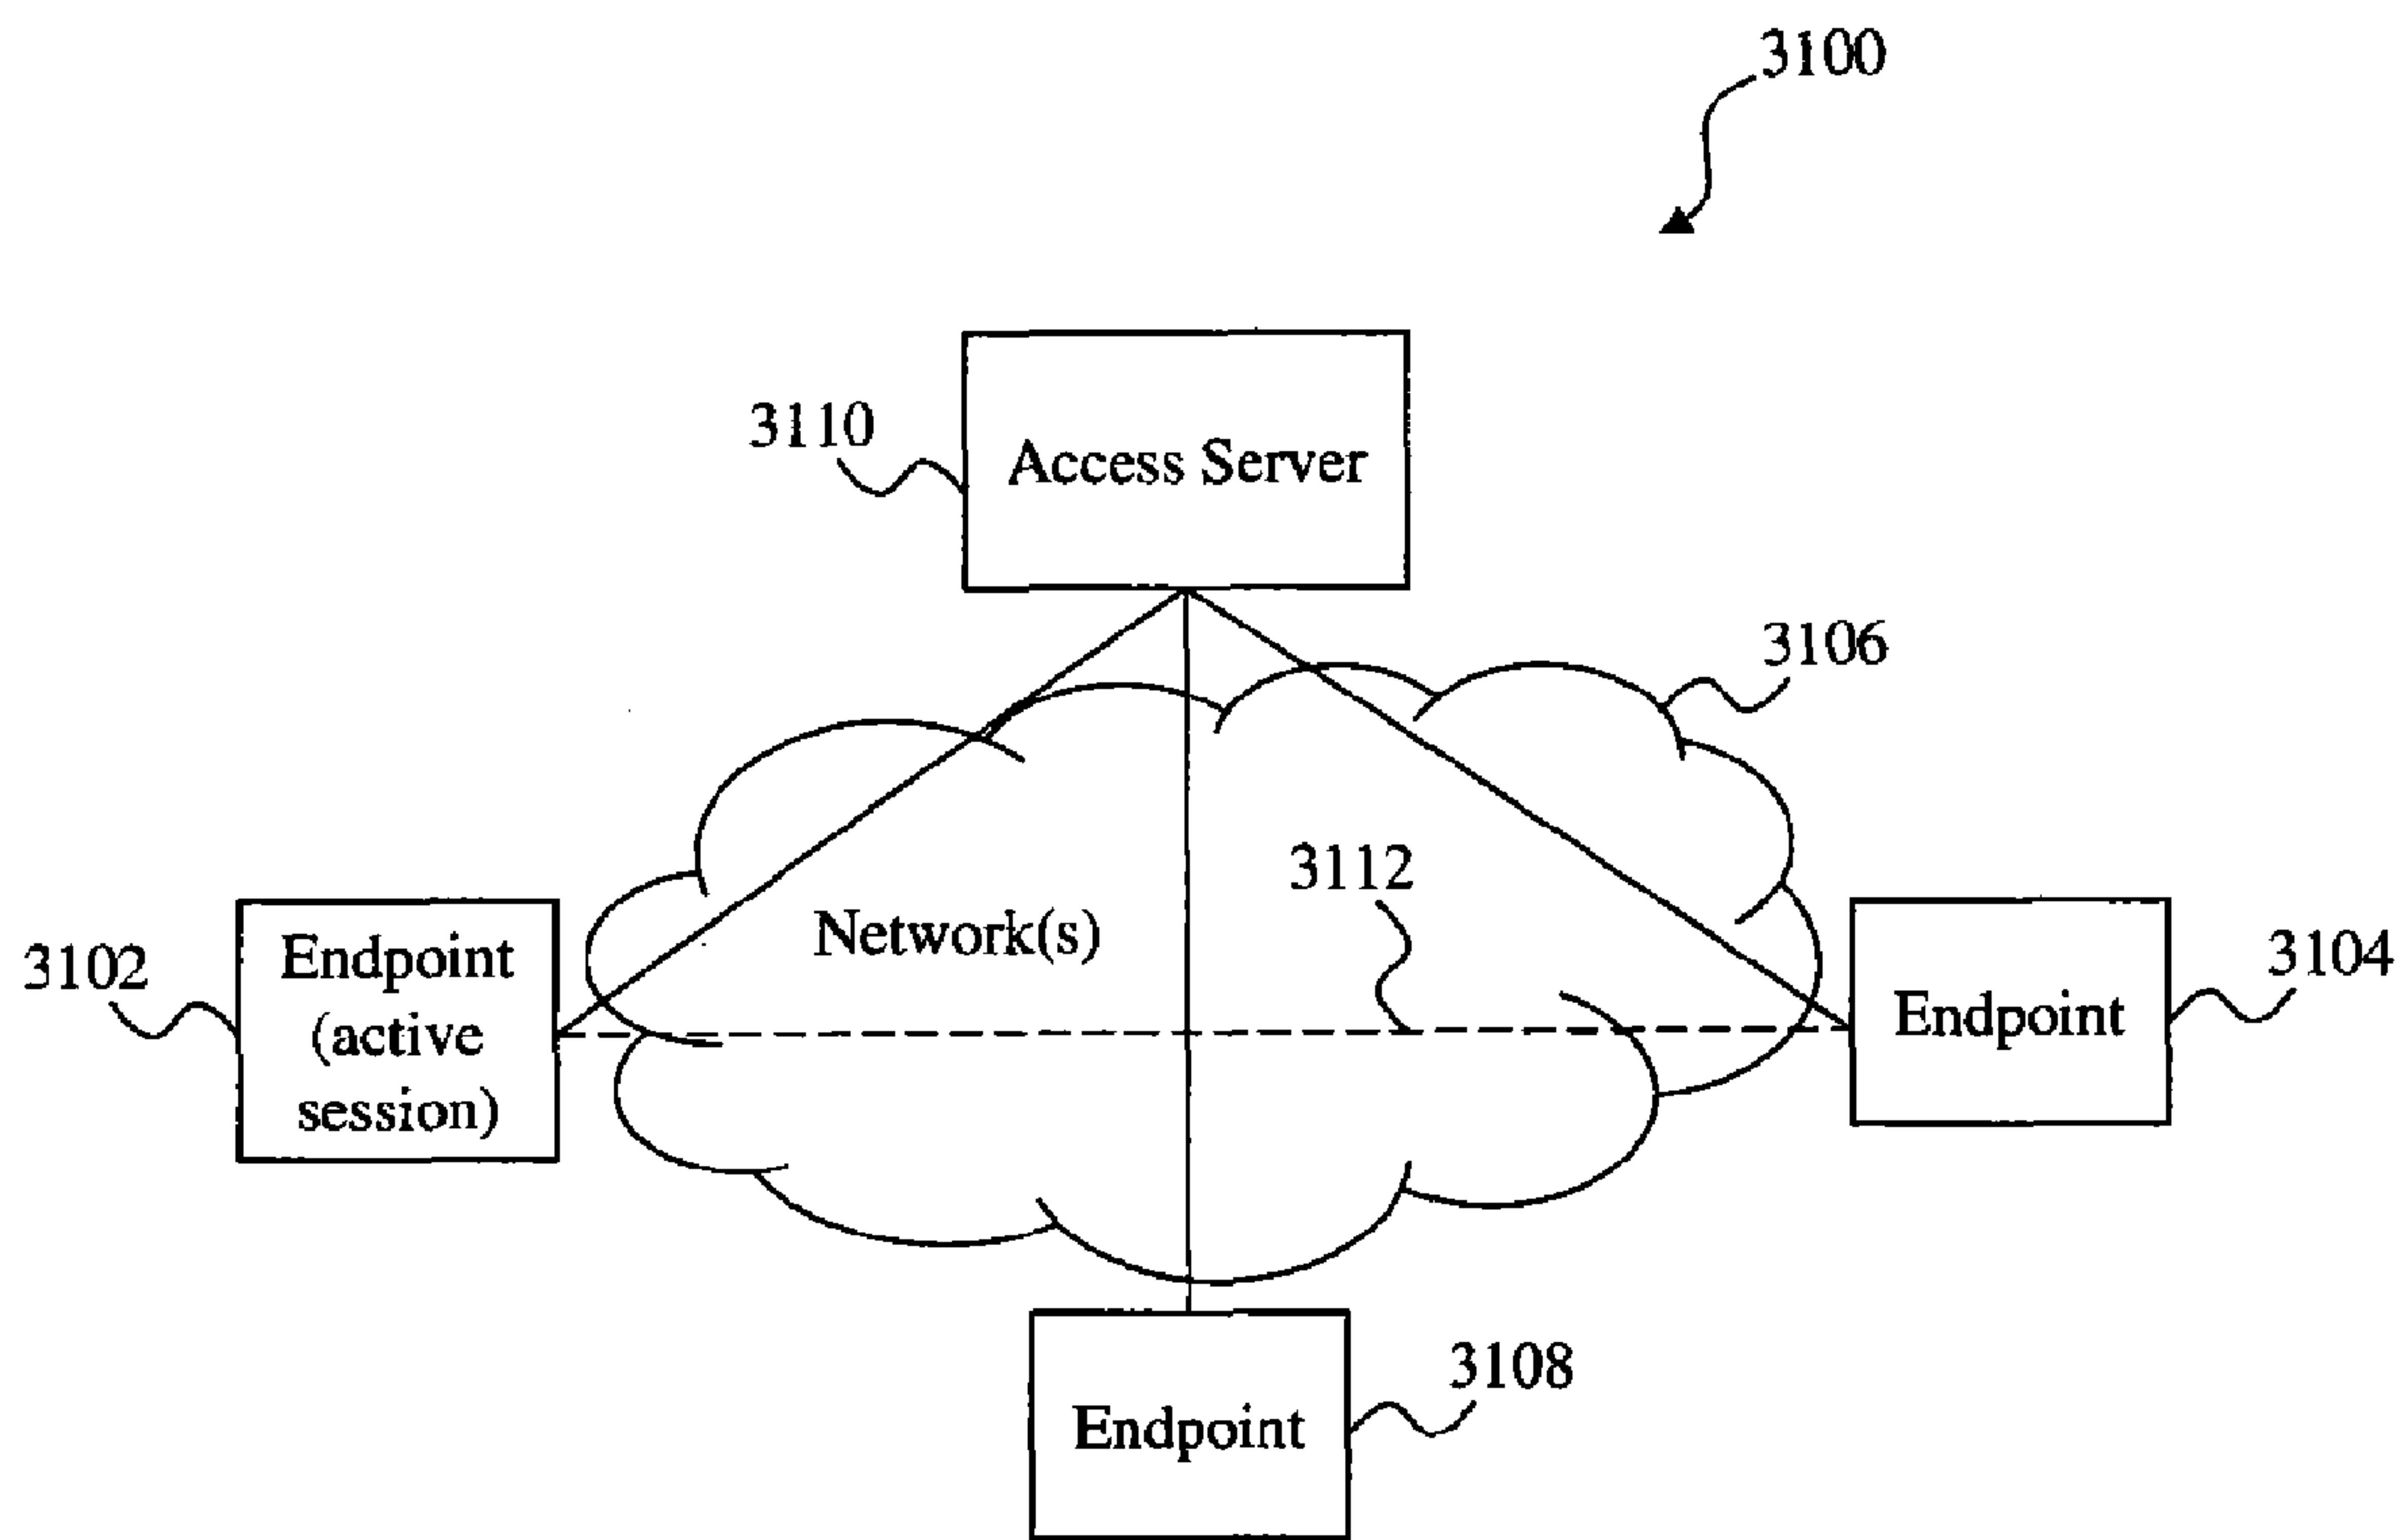 3100
3110
Access Server
3106
3112
Network(s)
3102
Endpoint
(active
session)
Endpoint
3104
3108
Endpoint